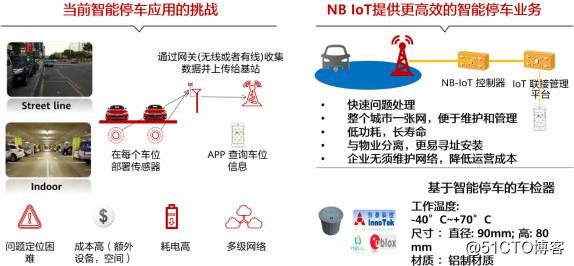 当前智能停车应用的挑战
Street line
Indoor
通过网关(无线或者有线)收集
数据并上传给基站
在每个车位
部署传感器
APP 查询车位
信息
问题定位困
难
成本高（额外
设备，空间）
耗电高
多级网络
NB IoT提供更高效的智能停车业务
NB-IoT 控制器
IoT 联接管理
平台
• 快速问题处理
• 整个城市一张网，便于维护和管理
• 低功耗，长寿命
• 与物业分离，更易寻址安装
• 企业无须维护网络，降低运营成本
基于智能停车的车检器
InnoTek
neul
ublox
工作温度:
-40°C~+70°C
尺寸 ：直径: 90mm; 高: 80
mm
材质 ：铝制材质
@51CTO博客